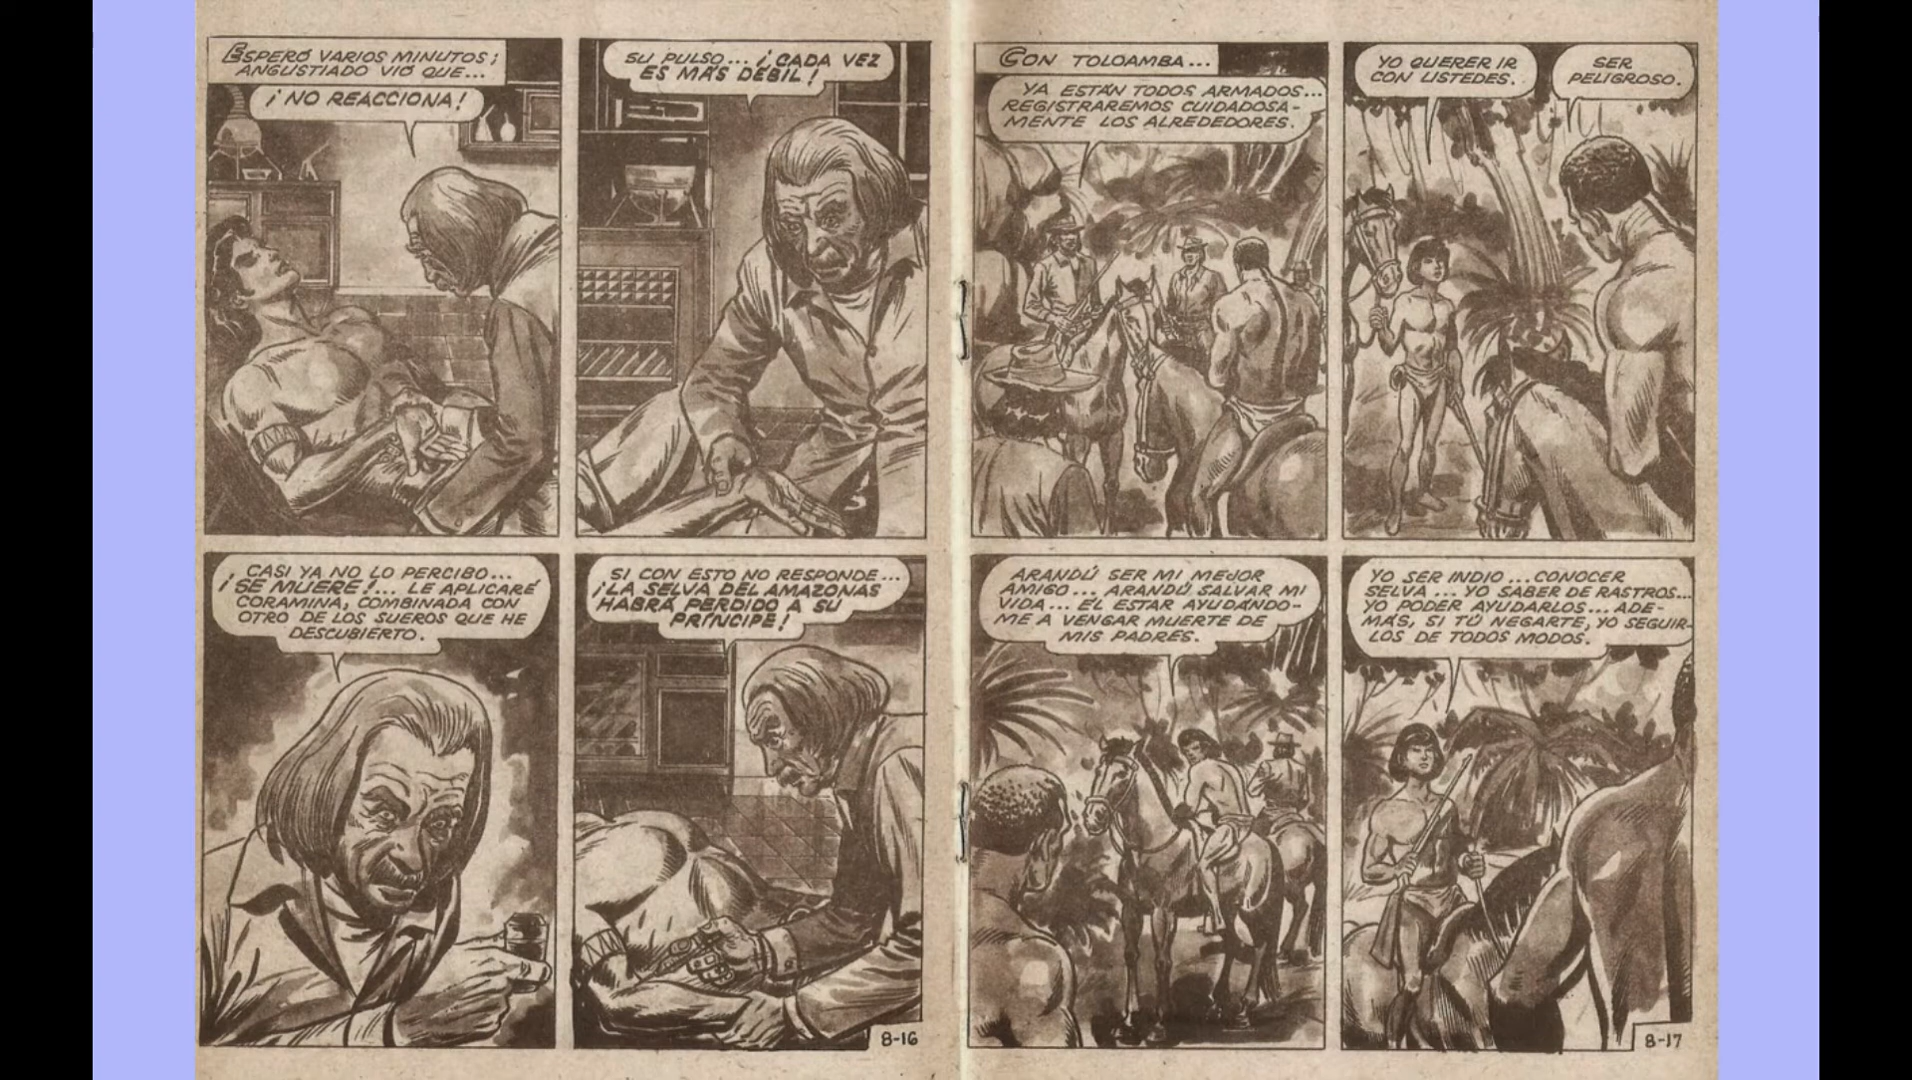 ESPERÓ VARIOS MINUTOS;
ANGUSTIADO VIÓ QUE...
¡NO REACCIONA!
SU PULSO... ¡CADA VEZ
ES MÁS DÉBIL!
CASI YA NO LO PERCIBO...
¡SE MUERE!... LE APLICARÉ
CORAMINA, COMBINADA CON
OTRO DE LOS SUEROS QUE HE
DESCUBIERTO.
SI CON ESTO NO RESPONDE...
¡LA SELVA DEL AMAZONAS
HABRÁ PERDIDO A SU
PRÍNCIPE!
8-16
CON TOLOAMBA...
YA ESTÁN TODOS ARMADOS...
REGISTRAREMOS CUIDADOSA-
MENTE LOS ALREDEDORES.
YO QUERER IR
CON USTEDES.
SER
PELIGROSO.
ARANDÚ SER MI MEJOR
AMIGO... ARANDÚ SALVAR MI
VIDA... ÉL ESTAR AYUDÁNDO-
ME A VENGAR MUERTE DE
MIS PADRES.
YO SER INDIO... CONOCER
SELVA... YO SABER DE RASTROS...
YO PODER AYUDARLOS... ADE-
MÁS, SI TÚ NEGARTE, YO SEGUIR-
LOS DE TODOS MODOS.
8-17